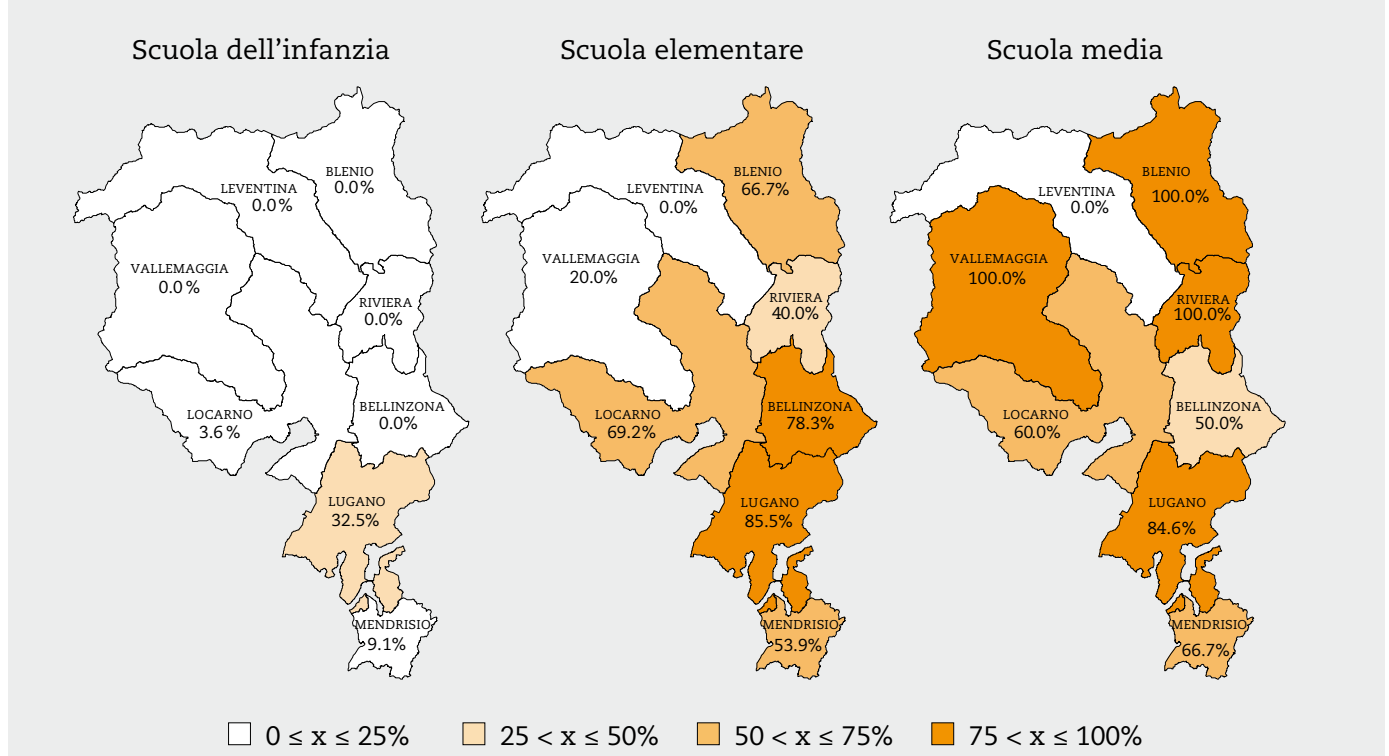 Scuola dell'infanzia
BLENIO
0.0%
LEVENTINA
0.0%
VALLEMAGGIA
0.0%
RIVIERA
0.0%
LOCARNO
3.6%
BELLINZONA
0.0%
LUGANO
32.5%
MENDRISIO
9.1%
Scuola elementare
BLENIO
66.7%
LEVENTINA
0.0%
VALLEMAGGIA
20.0%
RIVIERA
40.0%
LOCARNO
69.2%
BELLINZONA
78.3%
LUGANO
85.5%
MENDRISIO
53.9%
Scuola media
BLENIO
100.0%
LEVENTINA
0.0%
VALLEMAGGIA
100.0%
RIVIERA
100.0%
LOCARNO
60.0%
BELLINZONA
50.0%
LUGANO
84.6%
MENDRISIO
66.7%
0 ≤ x ≤ 25% 25 < x ≤ 50% 50 < x ≤ 75% 75 < x ≤ 100%